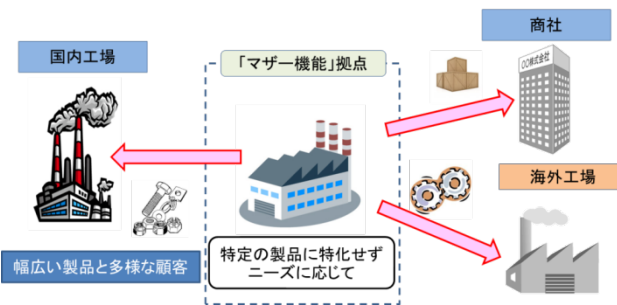 商社
国内工場
「マザー機能」拠点
〇〇株式会社
海外工場
特定の製品に特化せず
ニーズに応じて
幅広い製品と多様な顧客